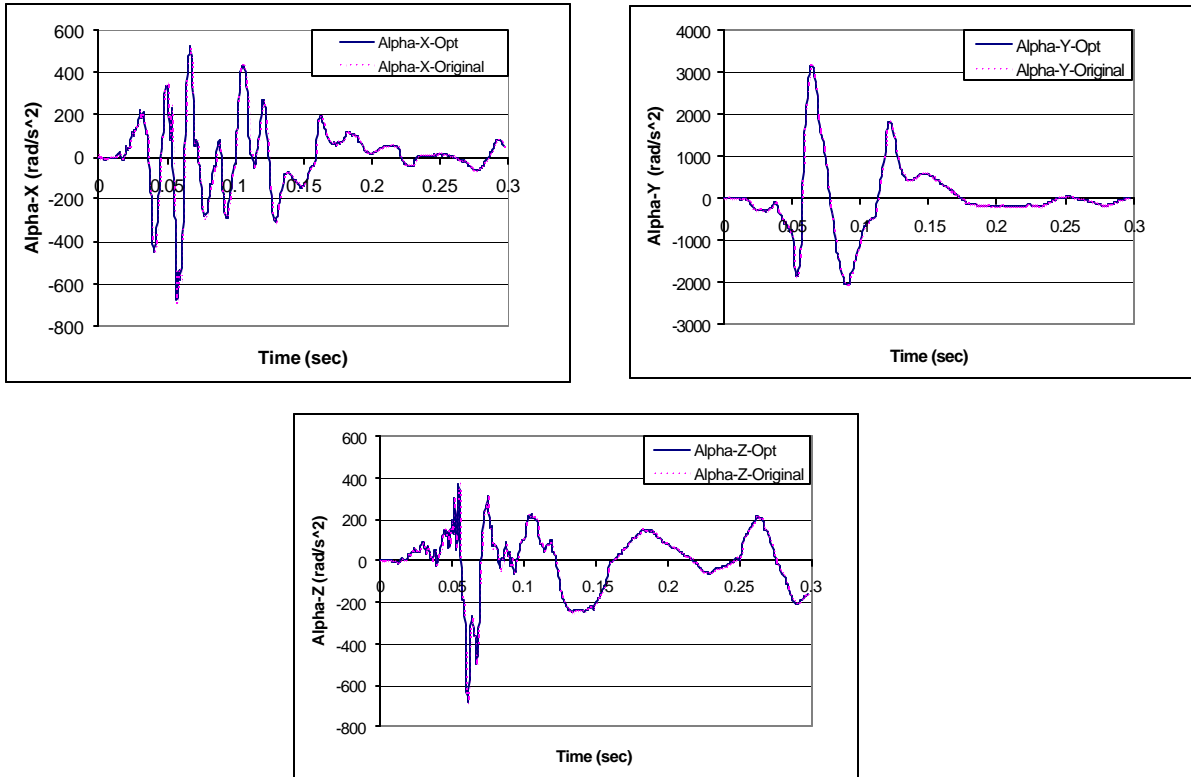 600
400
200
0
-200
-400
-600
-800
Alpha-X (rad/s^2)
Alpha-X-Opt
Alpha-X-Original
0 0.05 0.1 0.15 0.2 0.25 0.3
Time (sec)
4000
3000
2000
1000
0
-1000
-2000
-3000
Alpha-Y (rad/s^2)
Alpha-Y-Opt
Alpha-Y-Original
0 0.05 0.1 0.15 0.2 0.25 0.3
Time (sec)
600
400
200
0
-200
-400
-600
-800
Alpha-Z (rad/s^2)
Alpha-Z-Opt
Alpha-Z-Original
0 0.05 0.1 0.15 0.2 0.25 0.3
Time (sec)